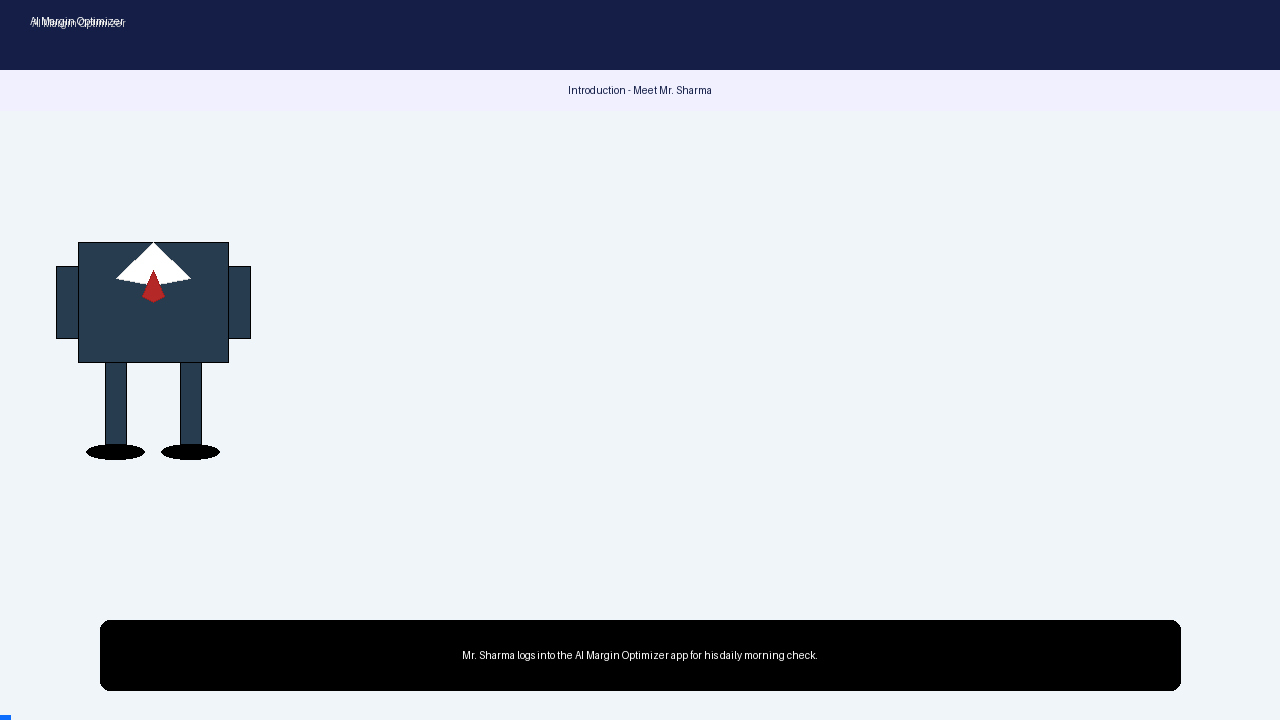 AI Margin Optimizer
Introduction - Meet Mr. Sharma
Mr. Sharma logs into the AI Margin Optimizer app for his daily morning check.